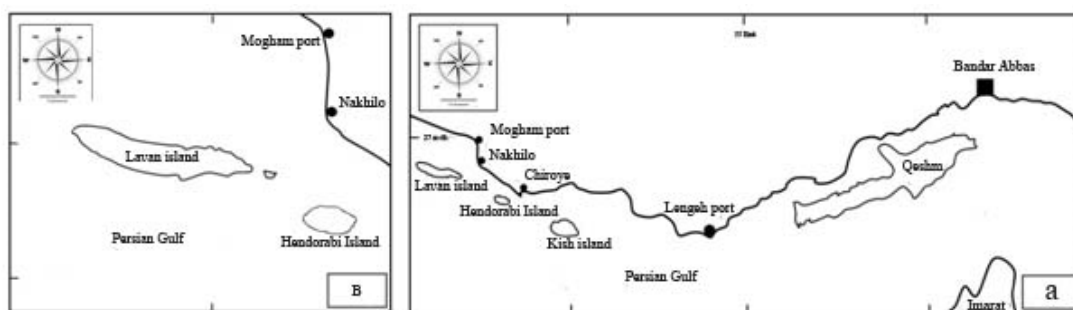 Mogham port
Nakhilo
Lavan island
Hendorabi Island
Persian Gulf
B
Bandar Abbas
Mogham port
Nakhilo
Chiroye
Lavan island
Hendorabi Island
Kish island
Lengeh port
Qeshm
Persian Gulf
Imarat
a